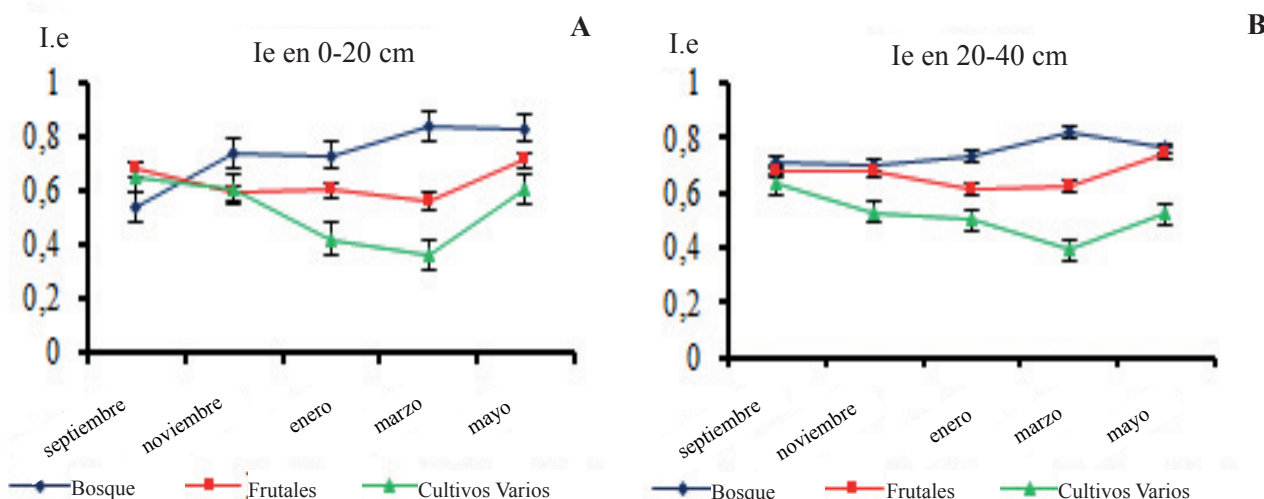 A
I.e
Ie en 0-20 cm
1
0,8
0,6
0,4
0,2
0
septiembre
noviembre
enero
marzo
mayo
Bosque
Frutales
Cultivos Varios
B
I.e
Ie en 20-40 cm
1
0,8
0,6
0,4
0,2
0
septiembre
noviembre
enero
marzo
mayo
Bosque
Frutales
Cultivos Varios